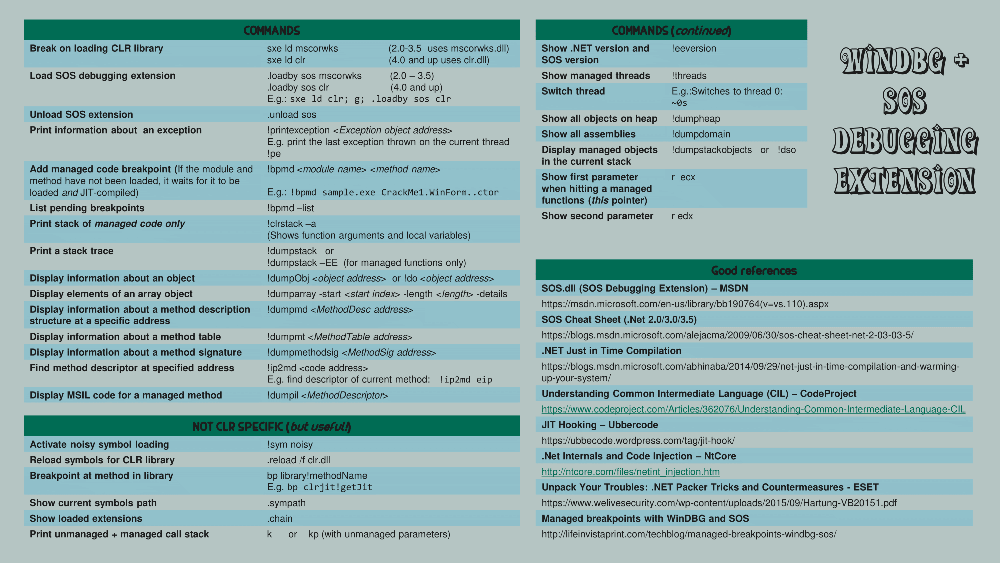 COMMANDS
Break on loading CLR library sxe ld mscorwks (2.0-3.5 uses mscorwks.dll)
sxe ld clr (4.0 and up uses clr.dll)
Load SOS debugging extension .loadby sos mscorwks (2.0 – 3.5)
.loadby sos clr (4.0 and up)
E.g.: sxe ld clr; g; .loadby sos clr
Unload SOS extension .unload sos
Print information about an exception !printexception <Exception object address>
E.g. print the last exception thrown on the current thread
!pe
Add managed code breakpoint (If the module and !bpmd <module name> <method name>
method have not been loaded, it waits for it to be
loaded and JIT-compiled) E.g.: !bpmd sample.exe CrackMe1.WinForm..ctor
List pending breakpoints !bpmd –list
Print stack of managed code only !clrstack –a
(Shows function arguments and local variables)
Print a stack trace !dumpstack or
!dumpstack –EE (for managed functions only)
Display information about an object !dumpObj <object address> or !do <object address>
Display elements of an array object !dumparray -start <start index> -length <length> -details
Display information about a method description !dumpmd <MethodDesc address>
structure at a specific address
Display information about a method table !dumpmt <MethodTable address>
Display information about a method signature !dumpmethodsig <MethodSig address>
Find method descriptor at specified address !ip2md <code address>
E.g. find descriptor of current method: !ip2md eip
Display MSIL code for a managed method !dumpil <MethodDescriptor>
NOT CLR SPECIFIC (but useful!)
Activate noisy symbol loading !sym noisy
Reload symbols for CLR library .reload /f clr.dll
Breakpoint at method in library bp library!methodName
E.g. bp clrjit!getJit
Show current symbols path .sympath
Show loaded extensions .chain
Print unmanaged + managed call stack k or kp (with unmanaged parameters)
COMMANDS (continued)
Show .NET version and !eeversion
SOS version
Show managed threads !threads
Switch thread E.g.:Switches to thread 0:
~0s
Show all objects on heap !dumpheap
Show all assemblies !dumpdomain
Display managed objects !dumpstackobjects or !dso
in the current stack
Show first parameter r ecx
when hitting a managed
functions (this pointer)
Show second parameter r edx
WINDBG +
SOS
DEBUGGING
EXTENSION
Good references
SOS.dll (SOS Debugging Extension) – MSDN
https://msdn.microsoft.com/en-us/library/bb190764(v=vs.110).aspx
SOS Cheat Sheet (.Net 2.0/3.0/3.5)
https://blogs.msdn.microsoft.com/alejacma/2009/06/30/sos-cheat-sheet-net-2-03-03-5/
.NET Just in Time Compilation
https://blogs.msdn.microsoft.com/abhinaba/2014/09/29/net-just-in-time-compilation-and-warming-
up-your-system/
Understanding Common Intermediate Language (CIL) – CodeProject
https://www.codeproject.com/Articles/362076/Understanding-Common-Intermediate-Language-CIL
JIT Hooking – Ubbercode
https://ubbecode.wordpress.com/tag/jit-hook/
.Net Internals and Code Injection – NtCore
http://ntcore.com/files/netint_injection.htm
Unpack Your Troubles: .NET Packer Tricks and Countermeasures - ESET
https://www.welivesecurity.com/wp-content/uploads/2015/09/Hartung-VB20151.pdf
Managed breakpoints with WinDBG and SOS
http://lifeinvistaprint.com/techblog/managed-breakpoints-windbg-sos/